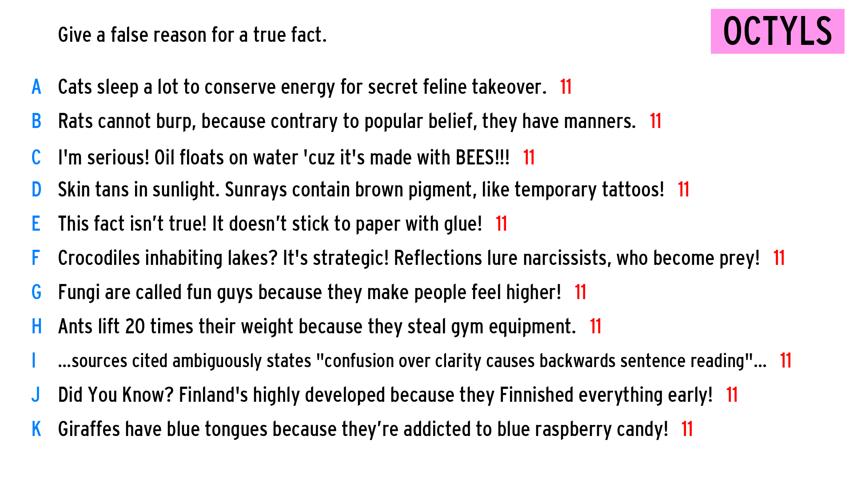 Give a false reason for a true fact.
OCTYLS
A Cats sleep a lot to conserve energy for secret feline takeover. 11
B Rats cannot burp, because contrary to popular belief, they have manners. 11
C I'm serious! Oil floats on water 'cuz it's made with BEES!!! 11
D Skin tans in sunlight. Sunrays contain brown pigment, like temporary tattoos! 11
E This fact isn’t true! It doesn’t stick to paper with glue! 11
F Crocodiles inhabiting lakes? It's strategic! Reflections lure narcissists, who become prey! 11
G Fungi are called fun guys because they make people feel higher! 11
H Ants lift 20 times their weight because they steal gym equipment. 11
I ...sources cited ambiguously states "confusion over clarity causes backwards sentence reading"... 11
J Did You Know? Finland's highly developed because they Finnished everything early! 11
K Giraffes have blue tongues because they’re addicted to blue raspberry candy! 11